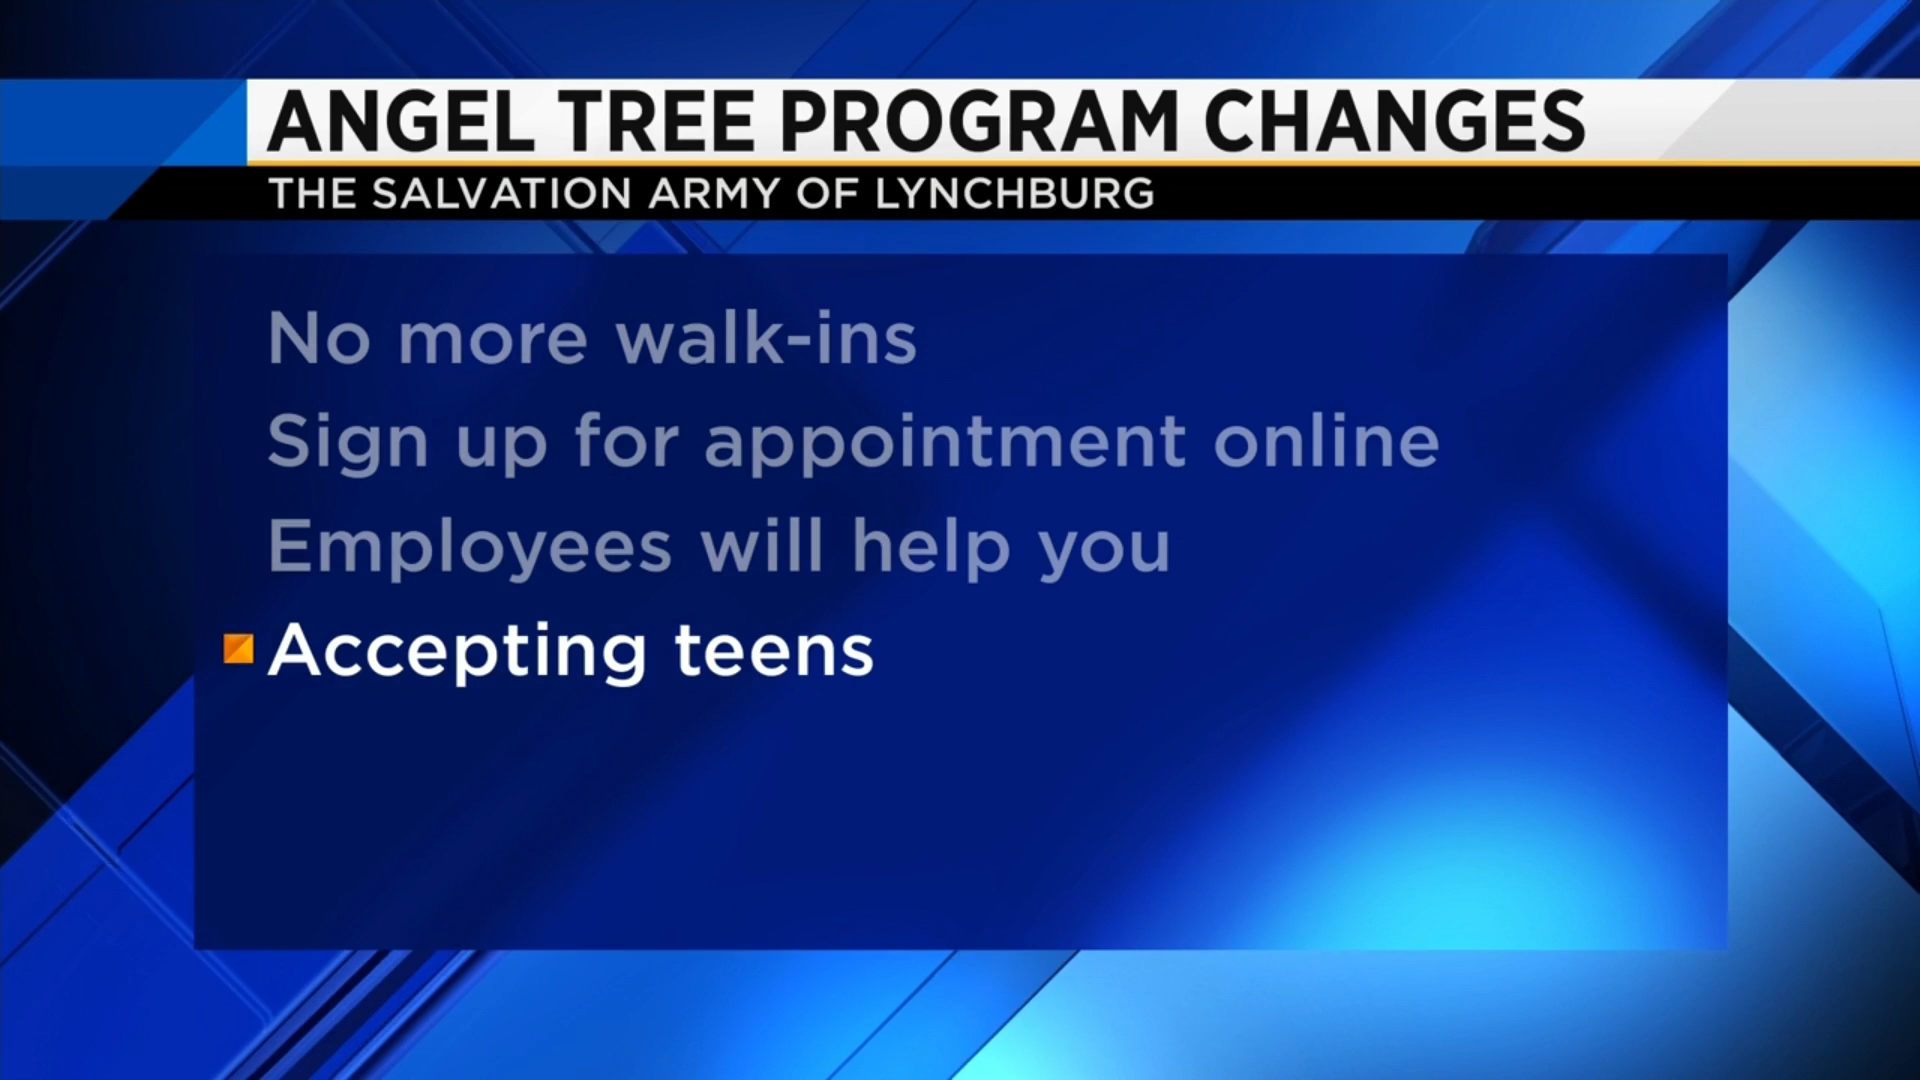 ANGEL TREE PROGRAM CHANGES
THE SALVATION ARMY OF LYNCHBURG
No more walk-ins
Sign up for appointment online
Employees will help you
Accepting teens